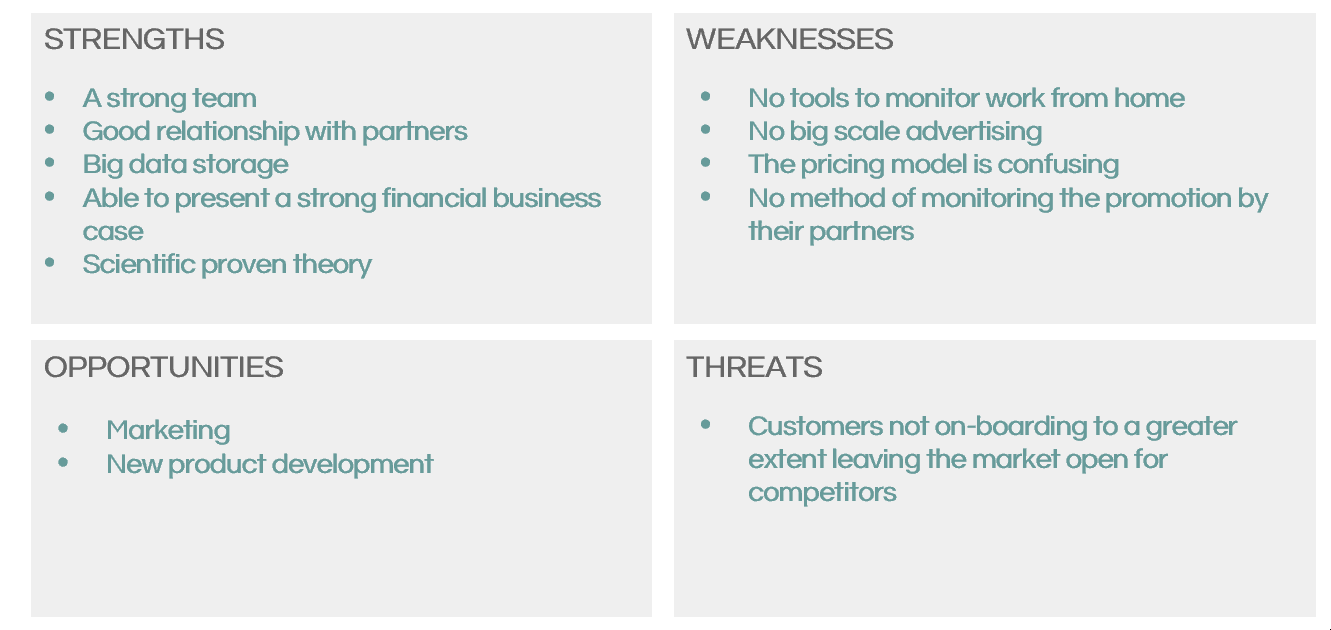 STRENGTHS
• A strong team
• Good relationship with partners
• Big data storage
• Able to present a strong financial business
case
• Scientific proven theory
WEAKNESSES
• No tools to monitor work from home
• No big scale advertising
• The pricing model is confusing
• No method of monitoring the promotion by
their partners
OPPORTUNITIES
• Marketing
• New product development
THREATS
• Customers not on-boarding to a greater
extent leaving the market open for
competitors